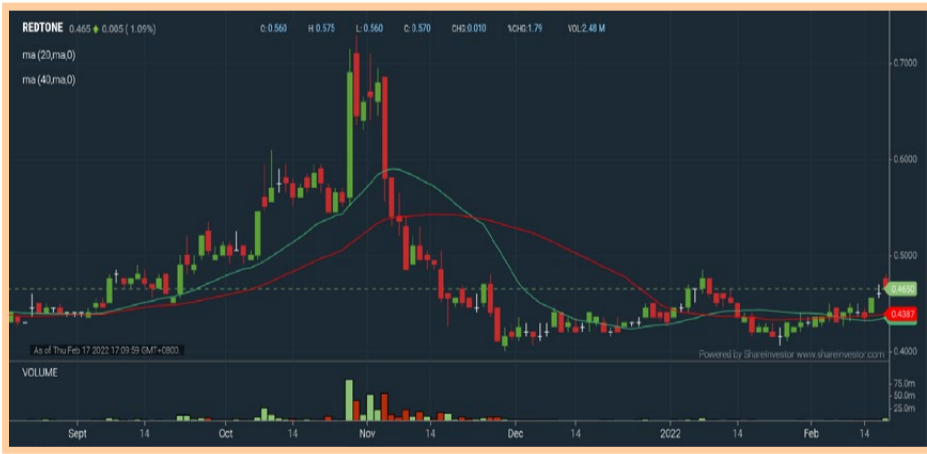 REDTONE 0.465 0.005 ( 1.09%) O:0.560 H:0.575 L:0.560 C:0.570 CHG:0.010 %CHG:1.79 VOL:2.48 M
ma (20,ma,0)
ma (40,ma,0)
0.7000
0.6000
0.5000
0.4650
0.4387
0.4000
As of Thu Feb 17 2022 17:09:59 GMT+0800
Powered by ShareInvestor www.shareinvestor.com
VOLUME
75.0m
50.0m
25.0m
Sept 14 Oct 14 Nov 14 Dec 14 2022 14 Feb 14